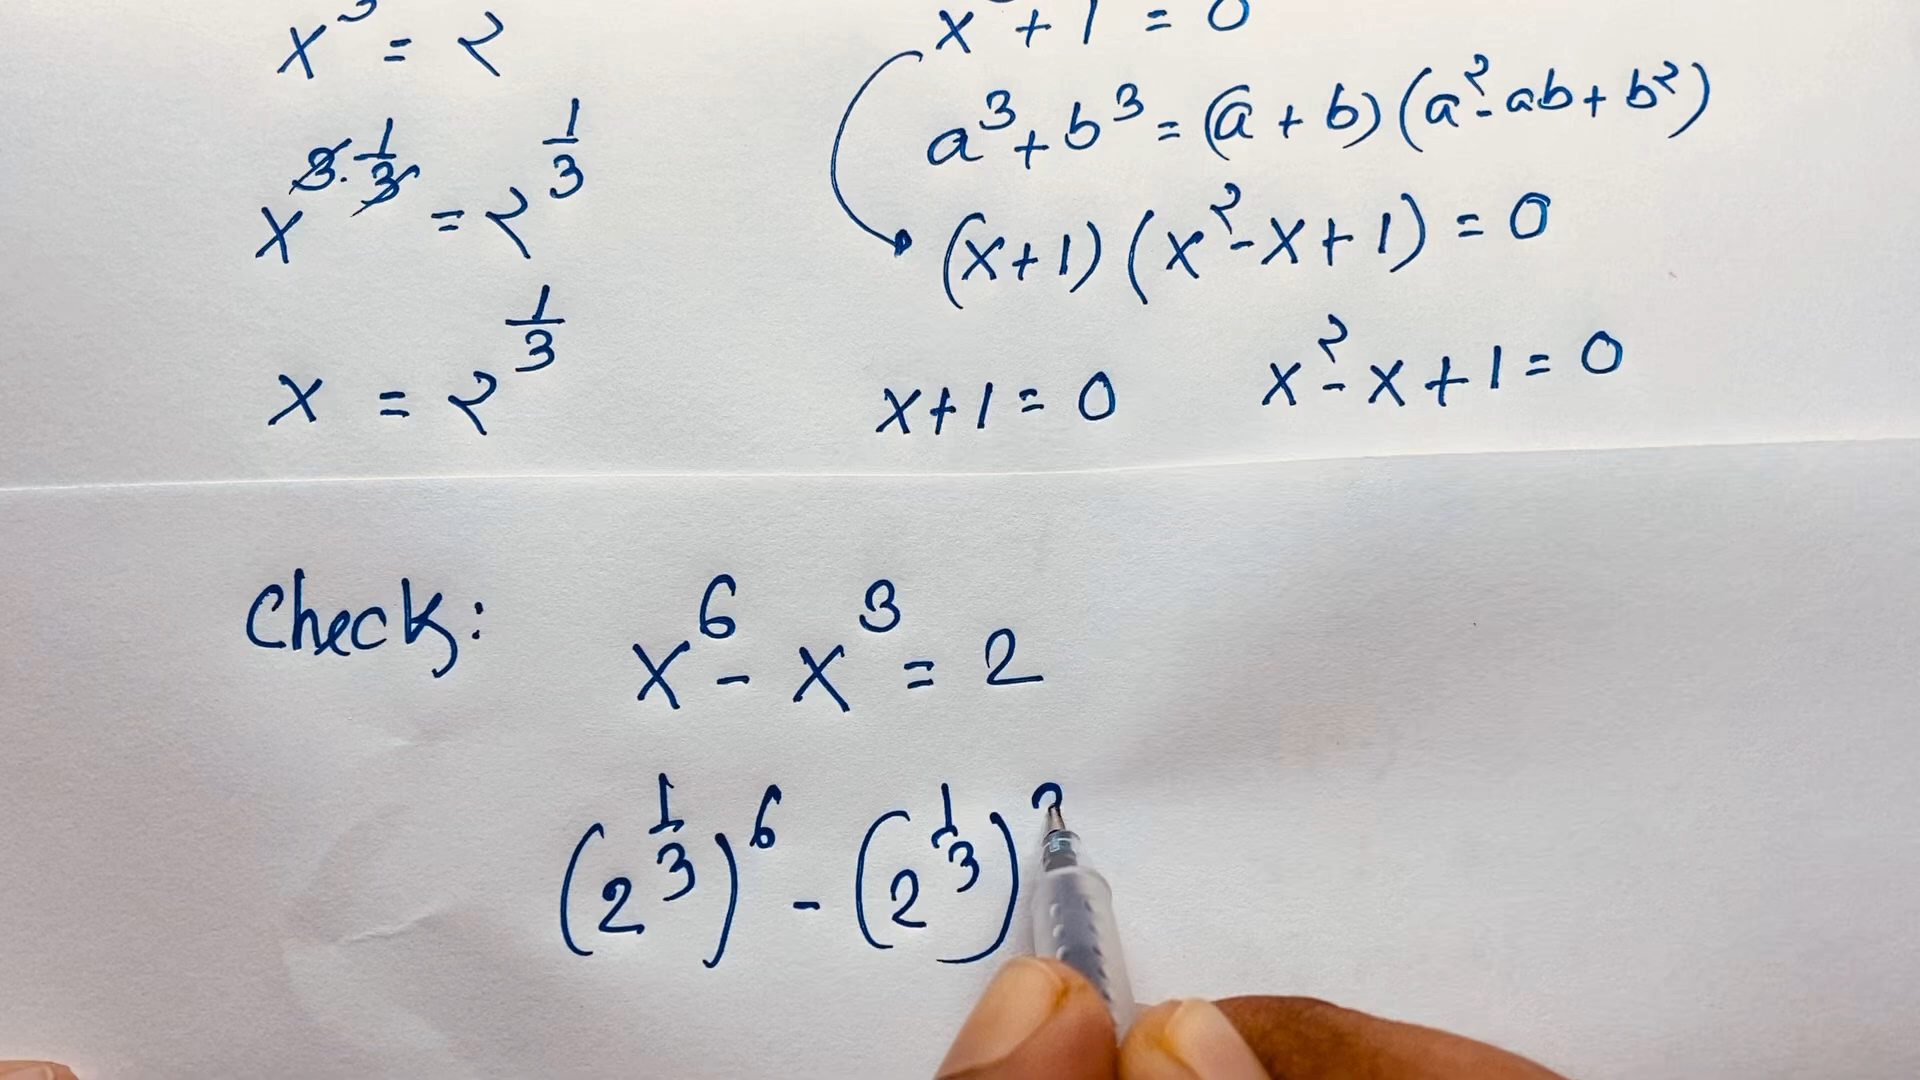 x³ = 2
x^(3·1/3) = 2^(1/3)
x = 2^(1/3)
x³ + 1 = 0
a³ + b³ = (a + b)(a² - ab + b²)
(x+1)(x² - x + 1) = 0
x+1 = 0   x² - x + 1 = 0
Check: x⁶ - x³ = 2
(2^(1/3))⁶ - (2^(1/3))